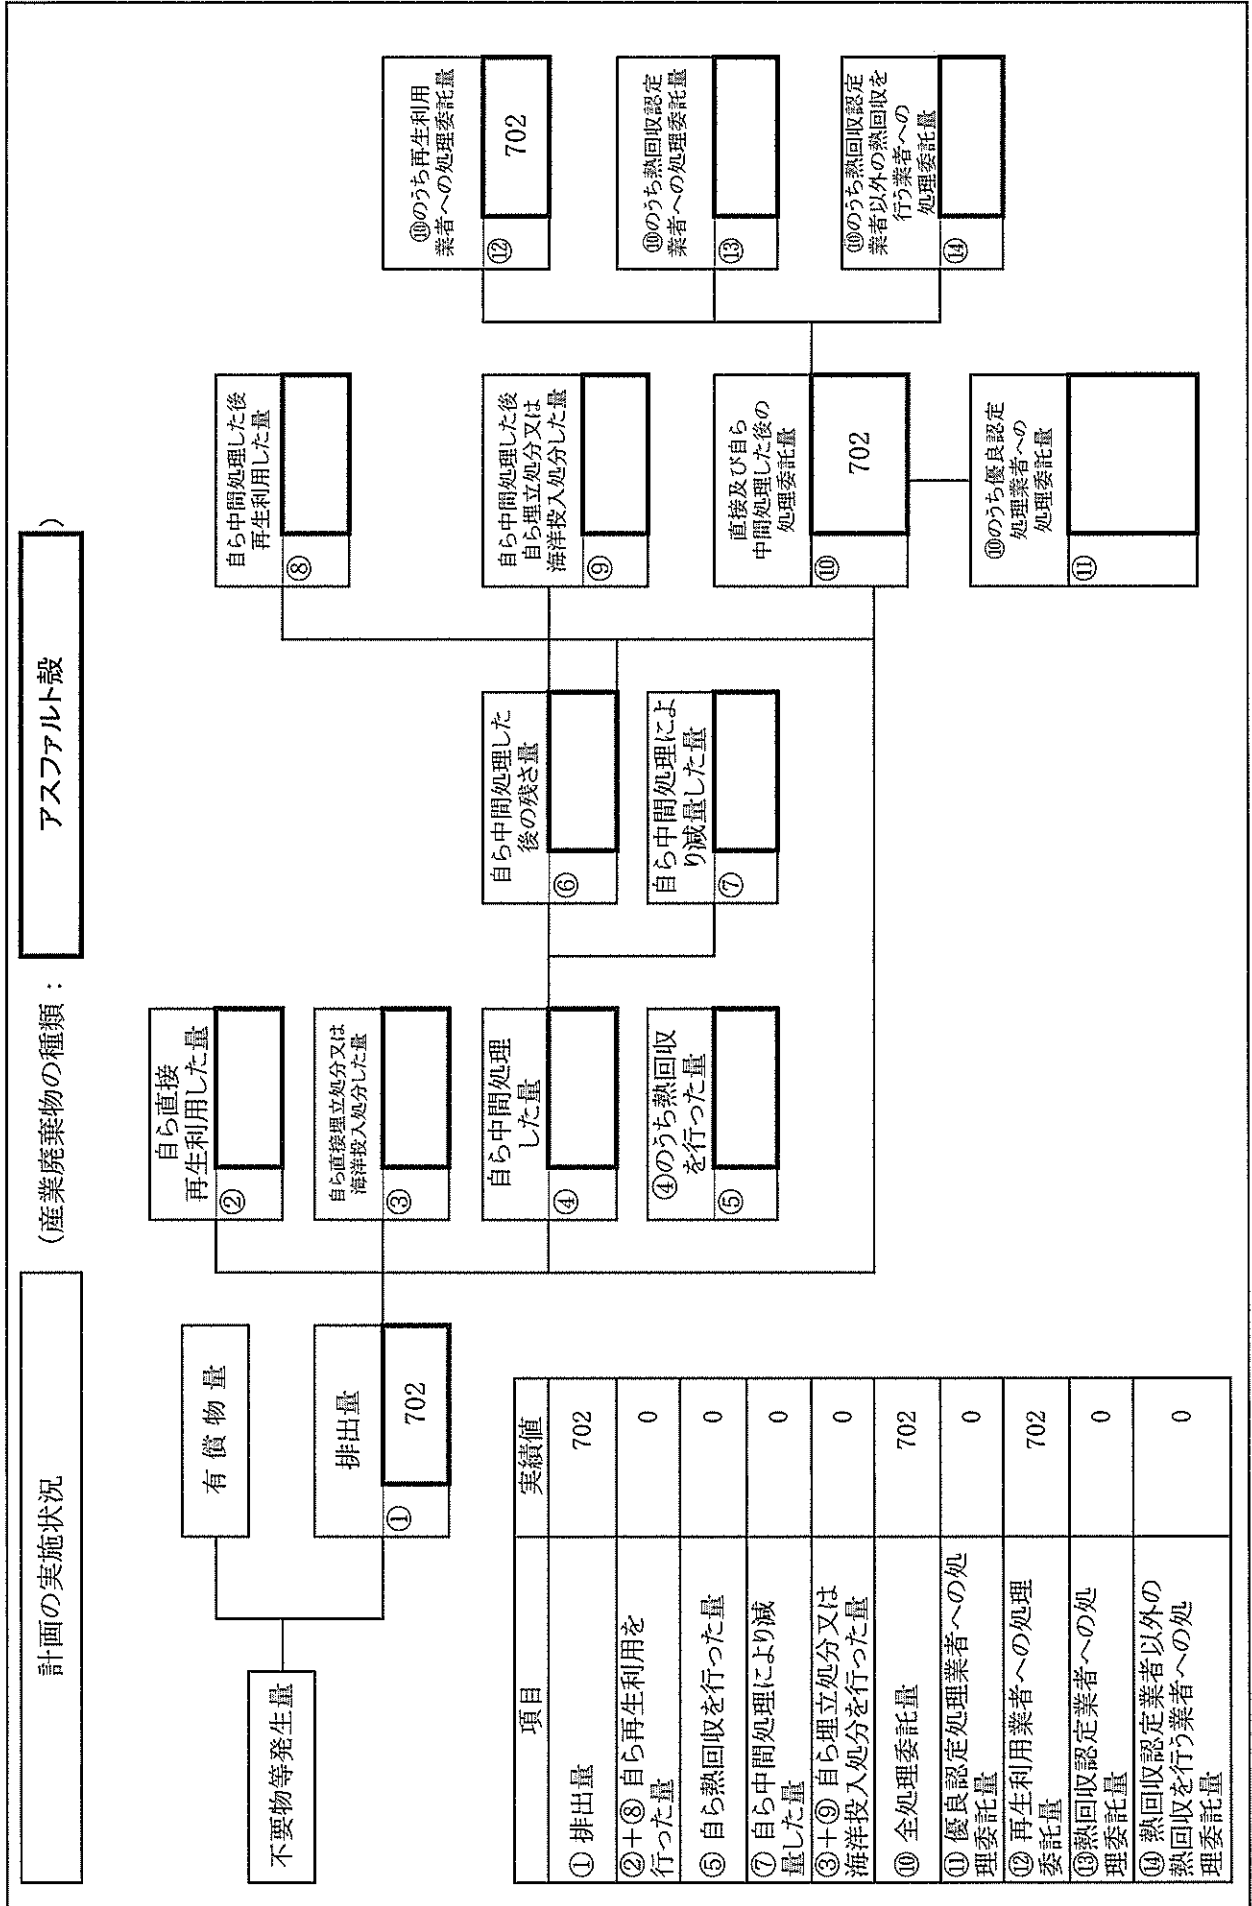 計画の実施状況
(産業廃棄物の種類：
アスファルト殻
)
不要物等発生量
有 償 物 量
排出量
①
702
自ら直接
再生利用した量
②
自ら直接埋立処分又は
海洋投入処分した量
③
自ら中間処理
した量
④
④のうち熱回収
を行った量
⑤
自ら中間処理した
後の残さ量
⑥
自ら中間処理によ
り減量した量
⑦
自ら中間処理した後
再生利用した量
⑧
自ら中間処理した後
自ら埋立処分又は
海洋投入処分した量
⑨
直接及び自ら
中間処理した後の
処理委託量
⑩
702
⑩のうち優良認定
処理業者への
処理委託量
⑪
⑩のうち再生利用
業者への処理委託量
⑫
702
⑩のうち熱回収認定
業者への処理委託量
⑬
⑩のうち熱回収認定
業者以外の熱回収を
行う業者への
処理委託量
⑭
項目
実績値
① 排出量
702
②＋⑧ 自ら再生利用を
行った量
0
⑤ 自ら熱回収を行った量
0
⑦ 自ら中間処理により減
量した量
0
③＋⑨ 自ら埋立処分又は
海洋投入処分を行った量
0
⑩ 全処理委託量
702
⑪ 優良認定処理業者への処
理委託量
0
⑫ 再生利用業者への処理
委託量
702
⑬熱回収認定業者への処
理委託量
0
⑭ 熱回収認定業者以外の
熱回収を行う業者への処
理委託量
0